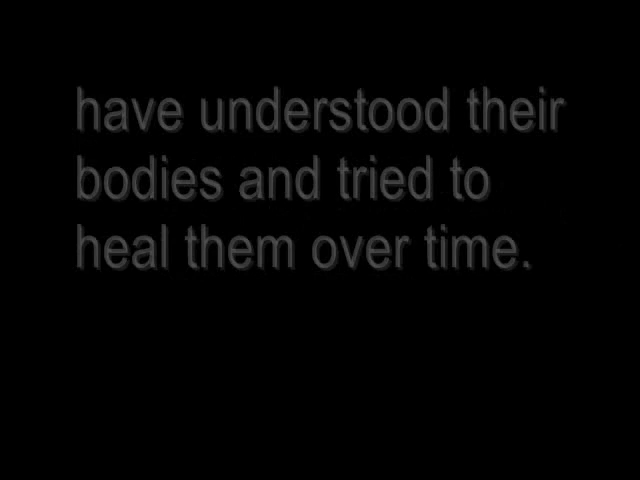 have understood their
bodies and tried to
heal them over time.